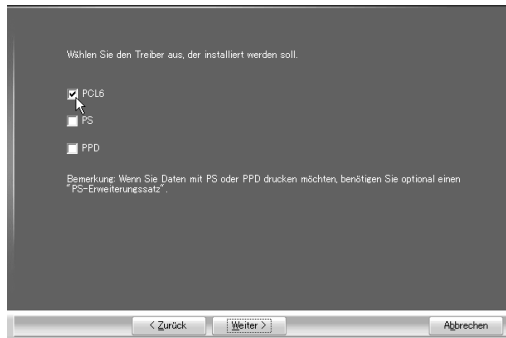 Wählen Sie den Treiber aus, der installiert werden soll.
PCL6
PS
PPD
Bemerkung: Wenn Sie Daten mit PS oder PPD drucken möchten, benötigen Sie optional einen
"PS-Erweiterungssatz".
< Zurück
Weiter >
Abbrechen